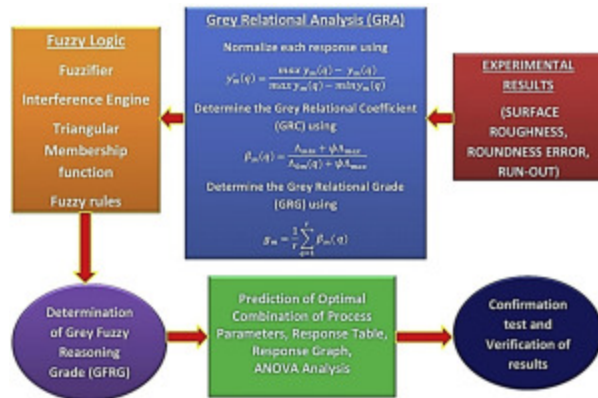 EXPERIMENTAL
RESULTS
(SURFACE
ROUGHNESS,
ROUNDNESS ERROR,
RUN-OUT)
Grey Relational Analysis (GRA)
Normalize each response using
Determine the Grey Relational Coefficient
(GRC) using
Determine the Grey Relational Grade
(GRG) using
Fuzzy Logic
Fuzzifier
Interference Engine
Triangular
Membership
function
Fuzzy rules
Determination
of Grey Fuzzy
Reasoning
Grade (GFRG)
Prediction of Optimal
Combination of Process
Parameters, Response Table,
Response Graph,
ANOVA Analysis
Confirmation
test and
Verification of
results